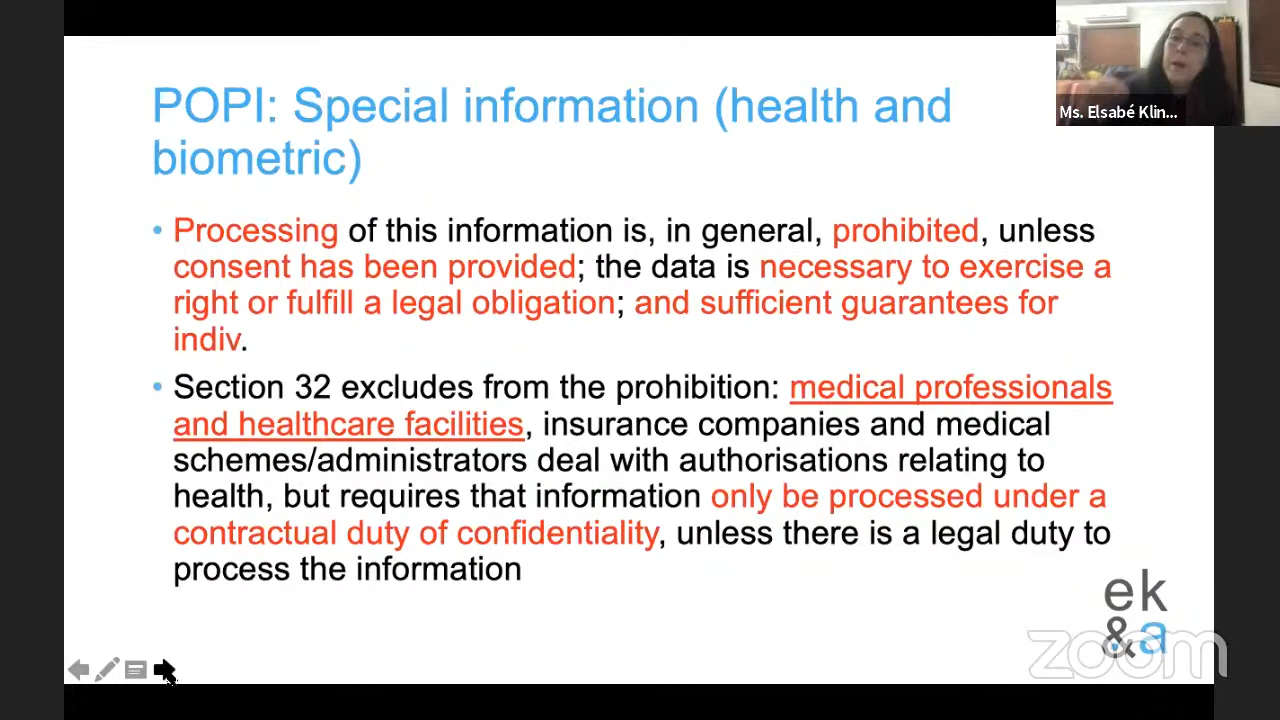 POPI: Special information (health and
biometric)
Ms. Elsabé Klin...
• Processing of this information is, in general, prohibited, unless
consent has been provided; the data is necessary to exercise a
right or fulfill a legal obligation; and sufficient guarantees for
indiv.
• Section 32 excludes from the prohibition: medical professionals
and healthcare facilities, insurance companies and medical
schemes/administrators deal with authorisations relating to
health, but requires that information only be processed under a
contractual duty of confidentiality, unless there is a legal duty to
process the information
ek
&a
zoom